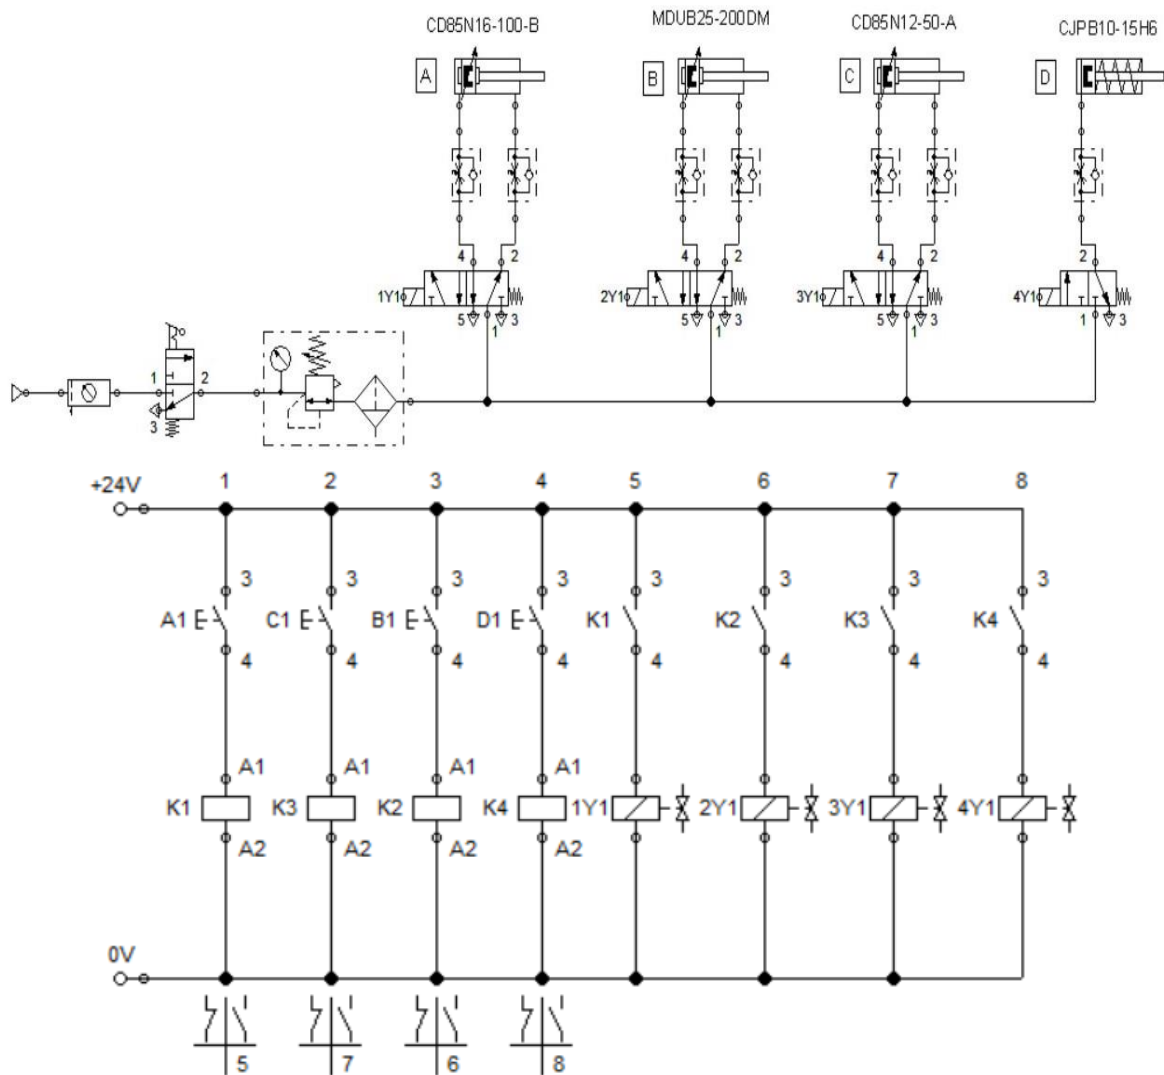 CD85N16-100-B
MDUB25-200DM
CD85N12-50-A
CJPB10-15H6
A
B
C
D
4 2
4 2
4 2
2
1Y1
2Y1
3Y1
4Y1
5 1 3
5 1 3
5 1 3
1 3
1 2
3
+24V
1 2 3 4 5 6 7 8
3 3 3 3 3 3 3 3
A1 C1 B1 D1 K1 K2 K3 K4
4 4 4 4 4 4 4 4
A1 A1 A1 A1
K1 K3 K2 K4 1Y1 2Y1 3Y1 4Y1
A2 A2 A2 A2
0V
5 7 6 8